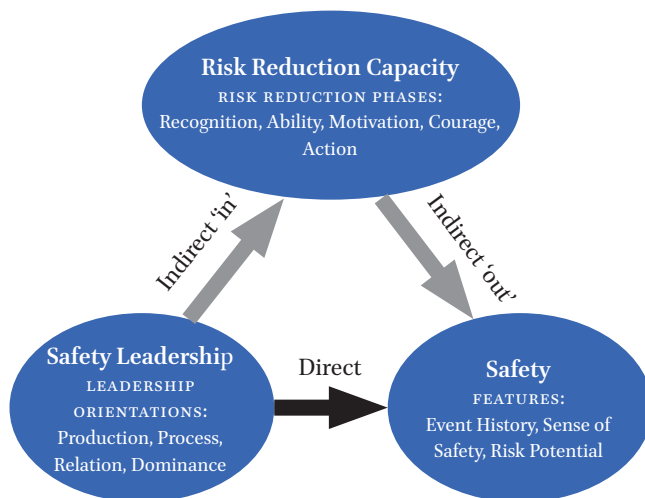 Risk Reduction Capacity
RISK REDUCTION PHASES:
Recognition, Ability, Motivation, Courage,
Action
Indirect ‘in’
Indirect ‘out’
Safety Leadership
LEADERSHIP
ORIENTATIONS:
Production, Process,
Relation, Dominance
Direct
Safety
FEATURES:
Event History, Sense of
Safety, Risk Potential